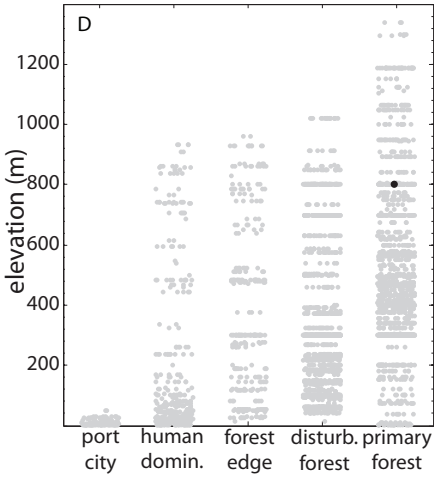 D
1200
1000
800
600
400
200
elevation (m)
port city
human domin.
forest edge
disturb. forest
primary forest